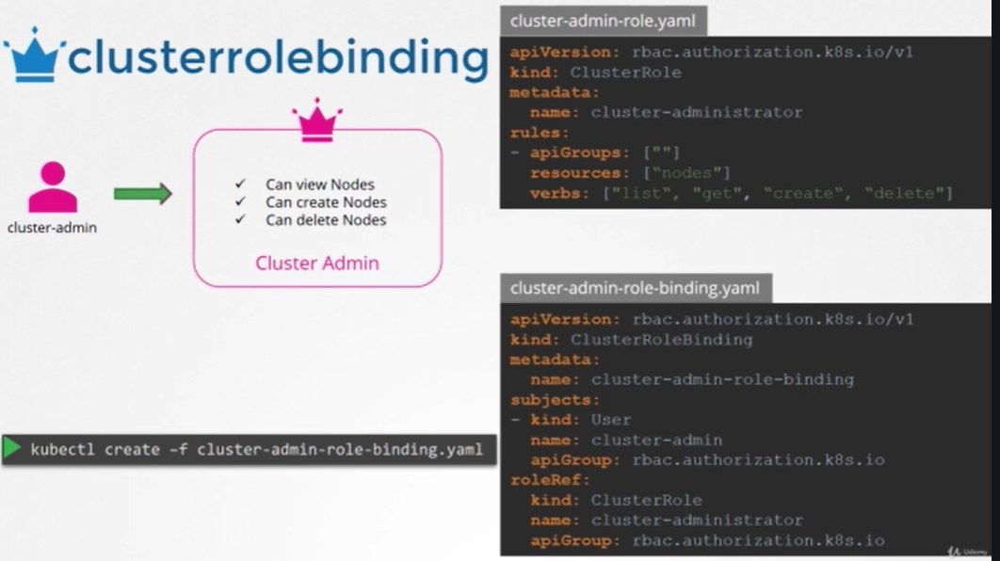 clusterrolebinding
cluster-admin
✓ Can view Nodes
✓ Can create Nodes
✓ Can delete Nodes
Cluster Admin
kubectl create –f cluster-admin-role-binding.yaml
cluster-admin-role.yaml
apiVersion: rbac.authorization.k8s.io/v1
kind: ClusterRole
metadata:
  name: cluster-administrator
rules:
- apiGroups: [""]
  resources: [“nodes"]
  verbs: ["list“, "get", “create“, “delete"]
cluster-admin-role-binding.yaml
apiVersion: rbac.authorization.k8s.io/v1
kind: ClusterRoleBinding
metadata:
  name: cluster-admin-role-binding
subjects:
- kind: User
  name: cluster-admin
  apiGroup: rbac.authorization.k8s.io
roleRef:
  kind: ClusterRole
  name: cluster-administrator
  apiGroup: rbac.authorization.k8s.io
Udemy